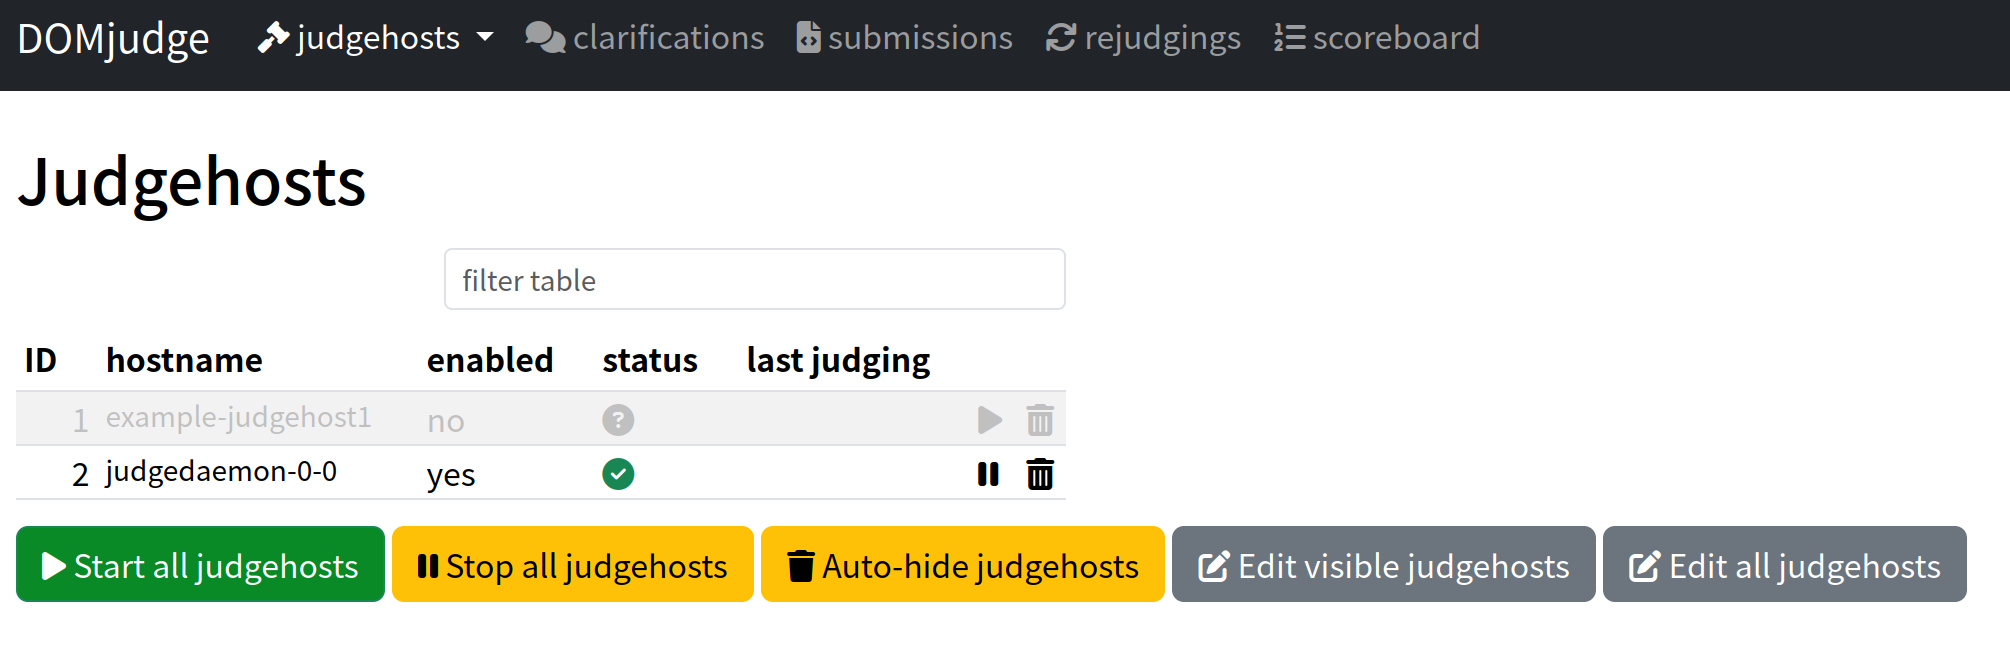 DOMjudge judgehosts clarifications submissions rejudgings scoreboard
Judgehosts
filter table
ID hostname enabled status last judging
1 example-judgehost1 no
2 judgedaemon-0-0 yes
Start all judgehosts Stop all judgehosts Auto-hide judgehosts Edit visible judgehosts Edit all judgehosts